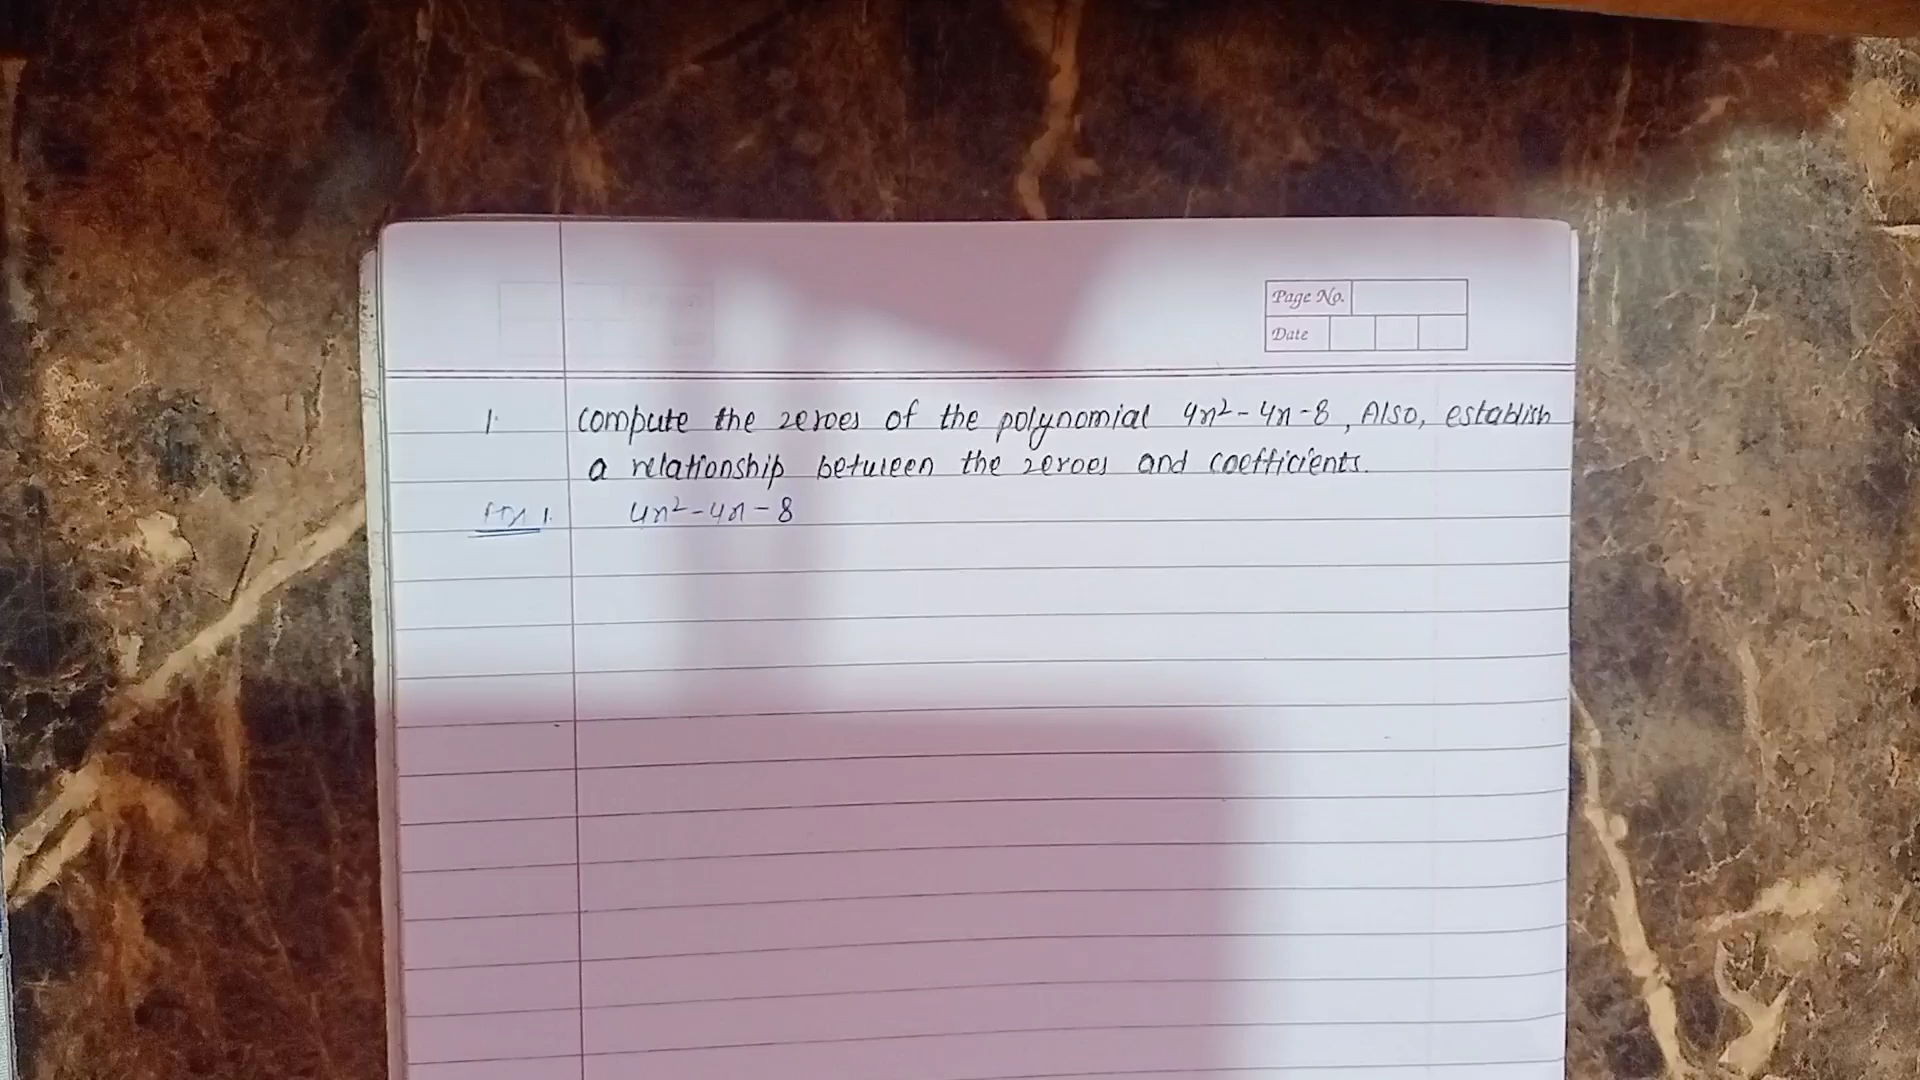 Page No.
Date
1. compute the zeroes of the polynomial 4x² - 4x - 8, Also, establish
a relationship between the zeroes and coefficients.
1. 4x² - 4x - 8